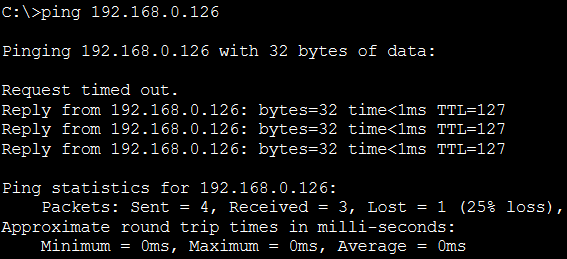 C:\>ping 192.168.0.126
Pinging 192.168.0.126 with 32 bytes of data:
Request timed out.
Reply from 192.168.0.126: bytes=32 time<1ms TTL=127
Reply from 192.168.0.126: bytes=32 time<1ms TTL=127
Reply from 192.168.0.126: bytes=32 time<1ms TTL=127
Ping statistics for 192.168.0.126:
    Packets: Sent = 4, Received = 3, Lost = 1 (25% loss),
Approximate round trip times in milli-seconds:
    Minimum = 0ms, Maximum = 0ms, Average = 0ms